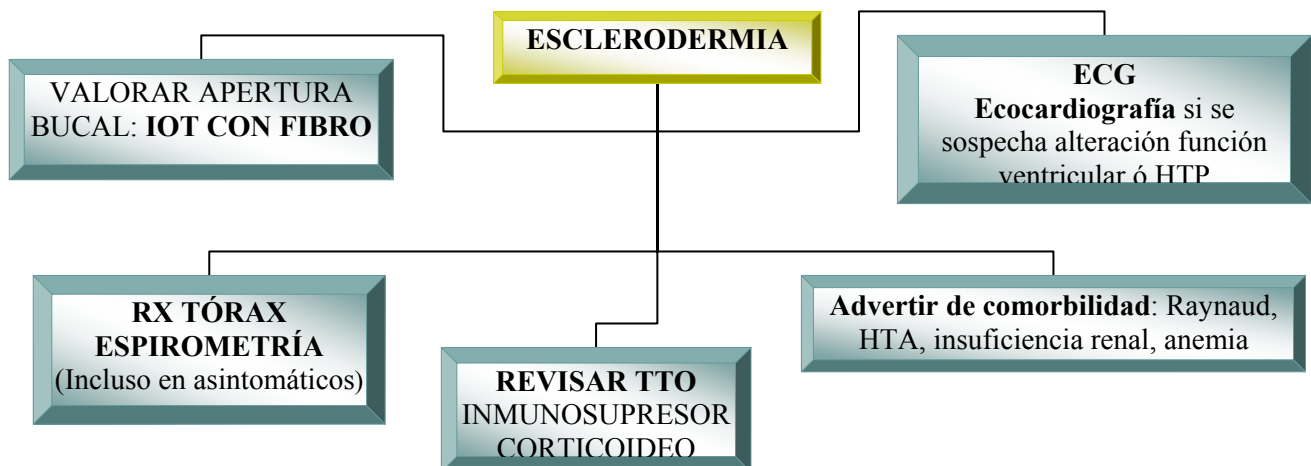 ESCLERODERMIA
VALORAR APERTURA
BUCAL: IOT CON FIBRO
ECG
Ecocardiografía si se
sospecha alteración función
ventricular ó HTP
RX TÓRAX
ESPIROMETRÍA
(Incluso en asintomáticos)
REVISAR TTO
INMUNOSUPRESOR
CORTICOIDEO
Advertir de comorbilidad: Raynaud,
HTA, insuficiencia renal, anemia